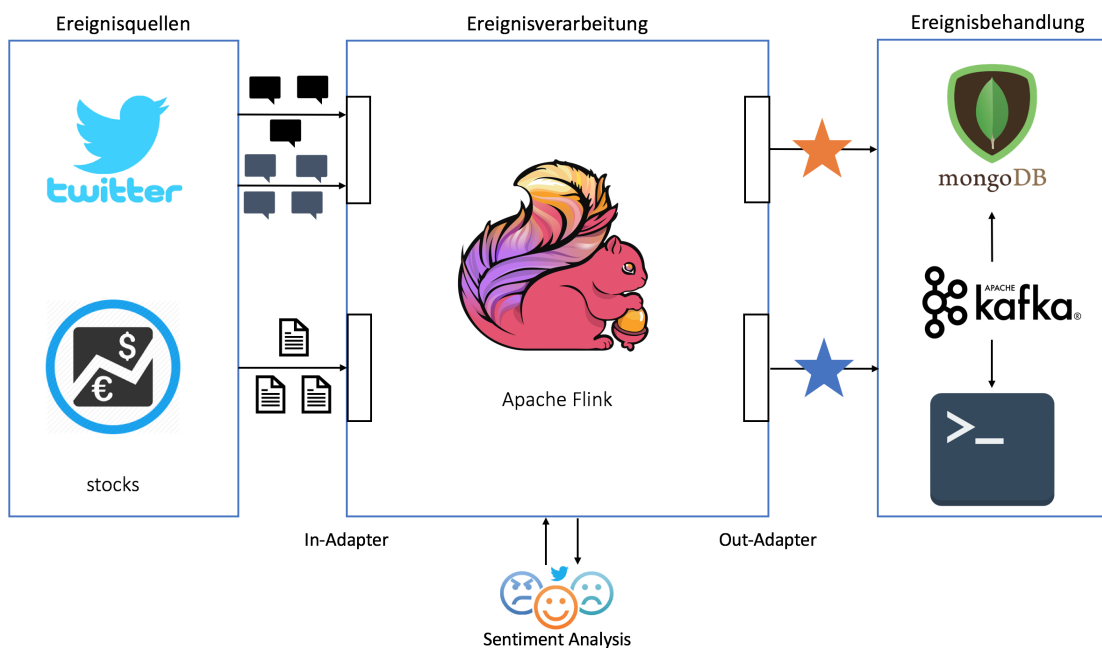 Ereignisquellen
Ereignisverarbeitung
Ereignisbehandlung
twitter
mongoDB
$
€
stocks
Apache Flink
APACHE
kafka®
>_
In-Adapter
Out-Adapter
Sentiment Analysis